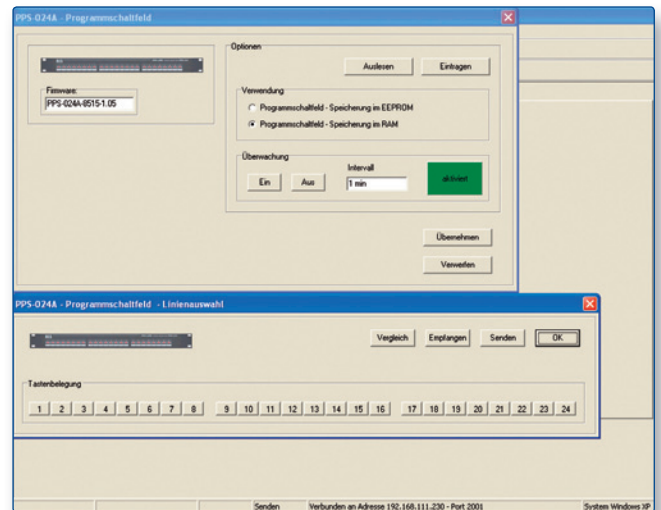 PPS-024A - Programmschaltfeld
Optionen
Auslesen Eintragen
Firmware:
PPS-024A-8515-1.05
Verwendung
Programmschaltfeld - Speicherung im EEPROM
Programmschaltfeld - Speicherung im RAM
Überwachung
Intervall
Ein Aus 1 min aktiviert
Übernehmen
Verwerfen
PPS-024A - Programmschaltfeld - Linienauswahl
Vergleich Empfangen Senden OK
Tastenbelegung
1 2 3 4 5 6 7 8 9 10 11 12 13 14 15 16 17 18 19 20 21 22 23 24
Senden Verbunden an Adresse 192.168.111.230 - Port 2001 System Windows XP